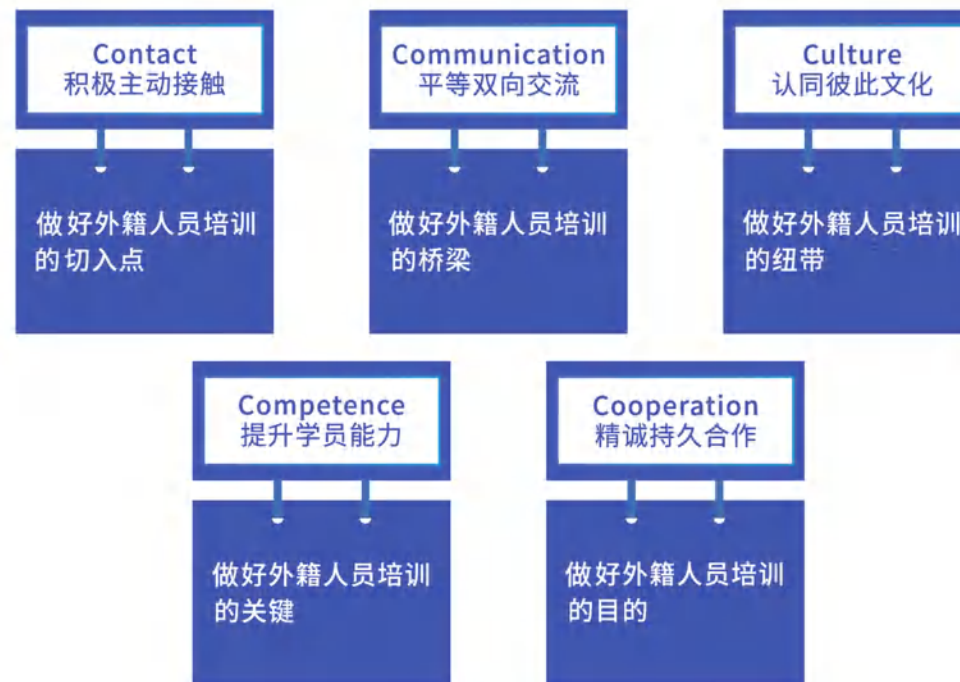 Contact
积极主动接触
做好外籍人员培训
的切入点
Communication
平等双向交流
做好外籍人员培训
的桥梁
Culture
认同彼此文化
做好外籍人员培训
的纽带
Competence
提升学员能力
做好外籍人员培训
的关键
Cooperation
精诚持久合作
做好外籍人员培训
的目的